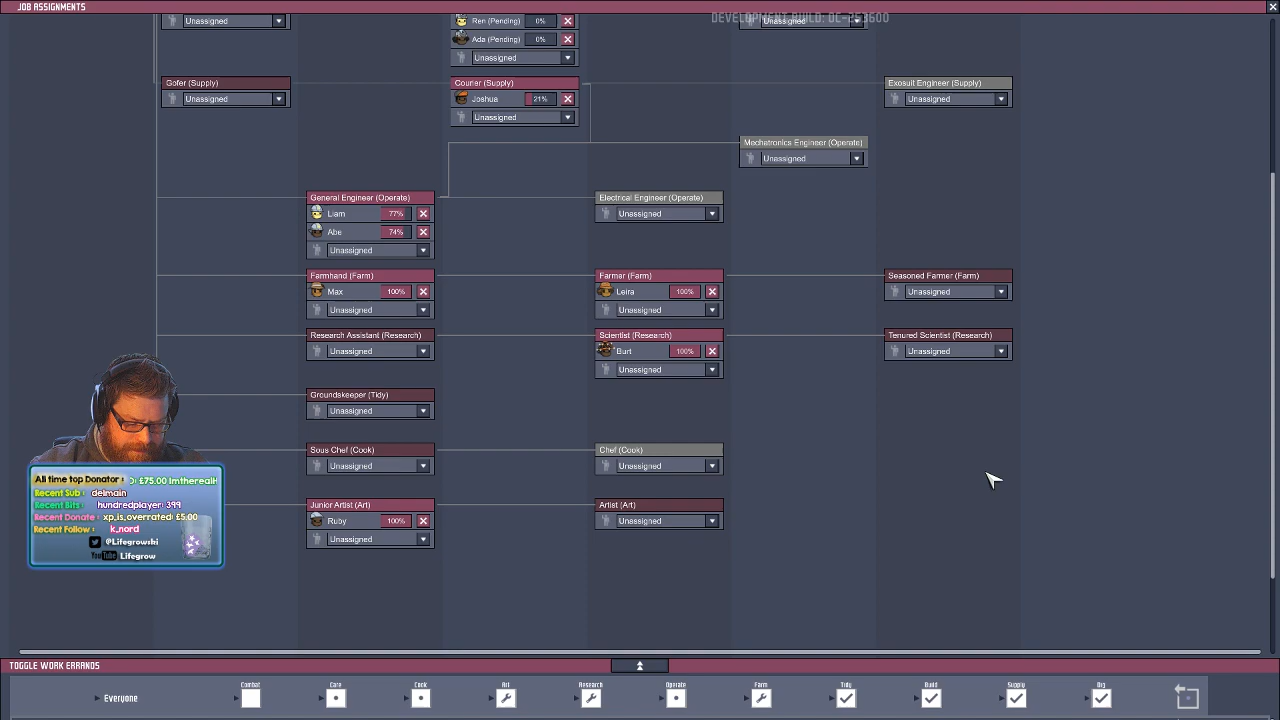 JOB ASSIGNMENTS
DEVELOPMENT BUILD: DC-253600
Unassigned
Ren (Pending) 0%
Unassigned
Ada (Pending) 0%
Unassigned
Gofer (Supply)
Unassigned
Courier (Supply)
Joshua 21%
Unassigned
Exosuit Engineer (Supply)
Unassigned
Mechatronics Engineer (Operate)
Unassigned
General Engineer (Operate)
Liam 77%
Abe 74%
Unassigned
Electrical Engineer (Operate)
Unassigned
Farmhand (Farm)
Max 100%
Unassigned
Farmer (Farm)
Leira 100%
Unassigned
Seasoned Farmer (Farm)
Unassigned
Research Assistant (Research)
Unassigned
Scientist (Research)
Burt 100%
Unassigned
Tenured Scientist (Research)
Unassigned
Groundskeeper (Tidy)
Unassigned
Sous Chef (Cook)
Unassigned
Chef (Cook)
Unassigned
Junior Artist (Art)
Ruby 100%
Unassigned
Artist (Art)
Unassigned
All time top Donator :
£75.00
Recent Sub : delmain
Recent Bits : hundredplayer: 399
Recent Donate : xp_is_overrated: £5.00
Recent Follow : k_nord
@Lifegrowski
YouTube Lifegrow
TOGGLE WORK ERRANDS
Everyone
Combat
Care
Cook
Art
Research
Operate
Farm
Tidy
Build
Supply
Dig